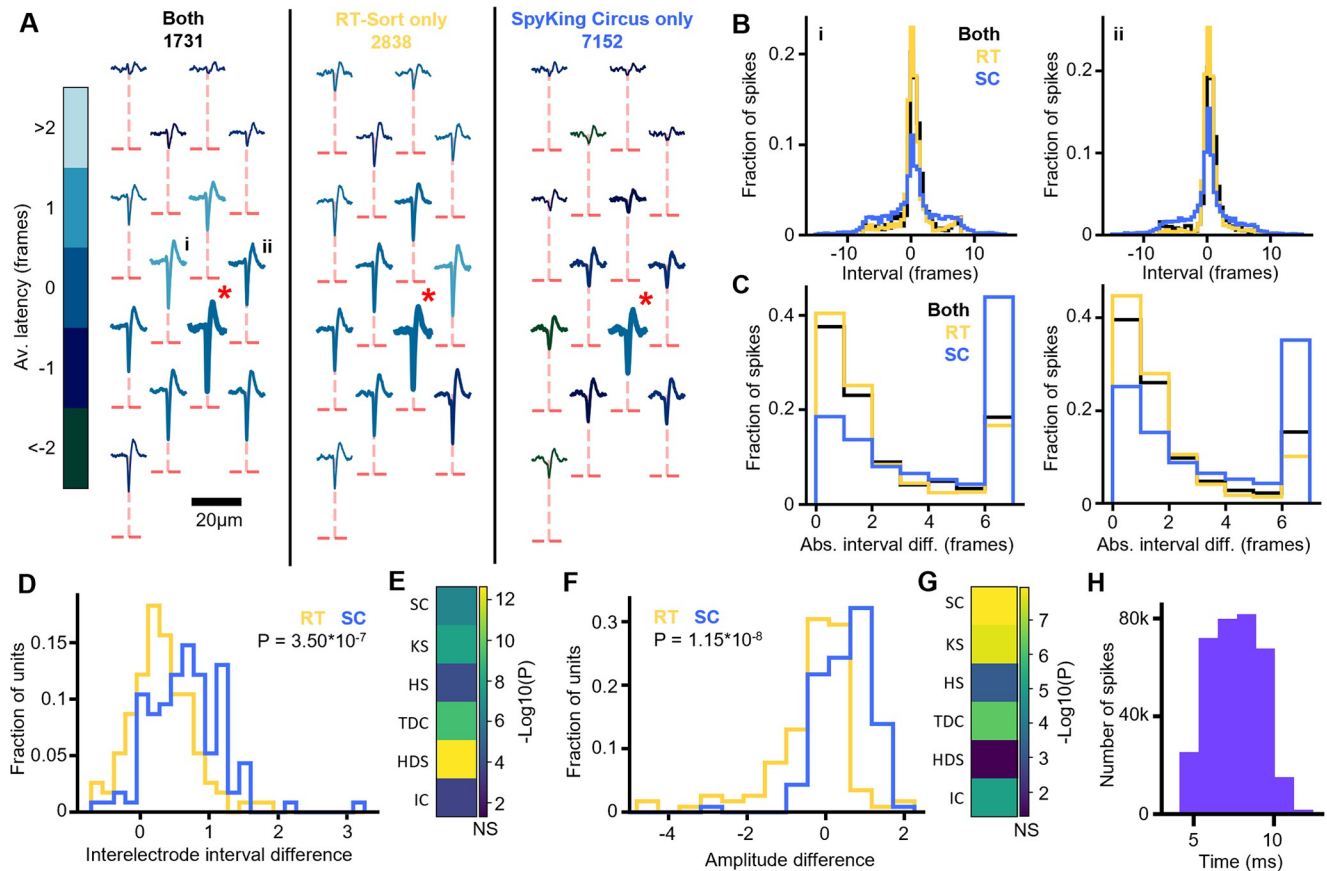 A
Both
1731
RT-Sort only
2838
SpyKing Circus only
7152
Av. latency (frames)
>2
1
0
-1
<-2
i
ii
*
*
*
20µm
B
i
Both
RT
SC
Fraction of spikes
0.2
0.1
0
-10
0
10
Interval (frames)
ii
Fraction of spikes
0.2
0.1
0
-10
0
10
Interval (frames)
C
Both
RT
SC
Fraction of spikes
0.4
0.2
0
0
2
4
6
Abs. interval diff. (frames)
Fraction of spikes
0.4
0.2
0
0
2
4
6
Abs. interval diff. (frames)
D
RT SC
P = 3.50*10-7
Fraction of units
0.15
0.1
0.05
0
0
1
2
3
Interelectrode interval difference
E
SC
KS
HS
TDC
HDS
IC
12
10
8
6
4
2
-Log10(P)
NS
F
RT SC
P = 1.15*10-8
Fraction of units
0.3
0.2
0.1
0
-4
-2
0
2
Amplitude difference
G
SC
KS
HS
TDC
HDS
IC
7
6
5
4
3
2
-Log10(P)
NS
H
Number of spikes
80k
40k
0
5
10
Time (ms)